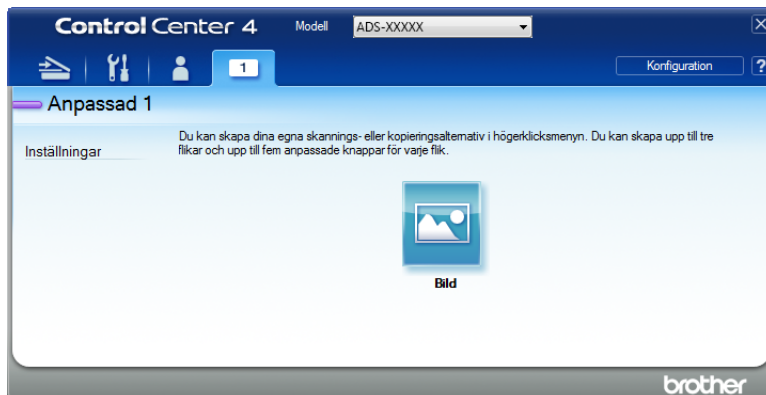 ControlCenter 4
Modell
ADS-XXXXX
1
Konfiguration
?
Anpassad 1
Inställningar
Du kan skapa dina egna skannings- eller kopieringsalternativ i högerklicksmenyn. Du kan skapa upp till tre
flikar och upp till fem anpassade knappar för varje flik.
Bild
brother